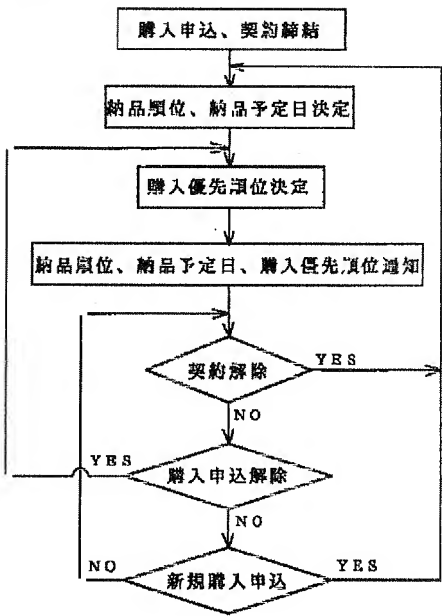 購入申込、契約締結
納品順位、納品予定日決定
購入優先順位決定
納品順位、納品予定日、購入優先順位通知
契約解除
YES
NO
YES
購入申込解除
NO
NO
新規購入申込
YES